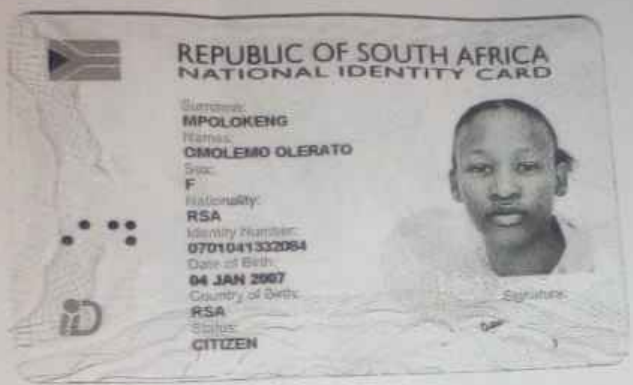 REPUBLIC OF SOUTH AFRICA
NATIONAL IDENTITY CARD
Surname:
MPOLOKENG
Names:
OMOLEMO OLERATO
Sex:
F
Nationality:
RSA
Identity Number:
0701041332084
Date of Birth:
04 JAN 2007
Country of Birth:
RSA
Status:
CITIZEN
Signature:
iD